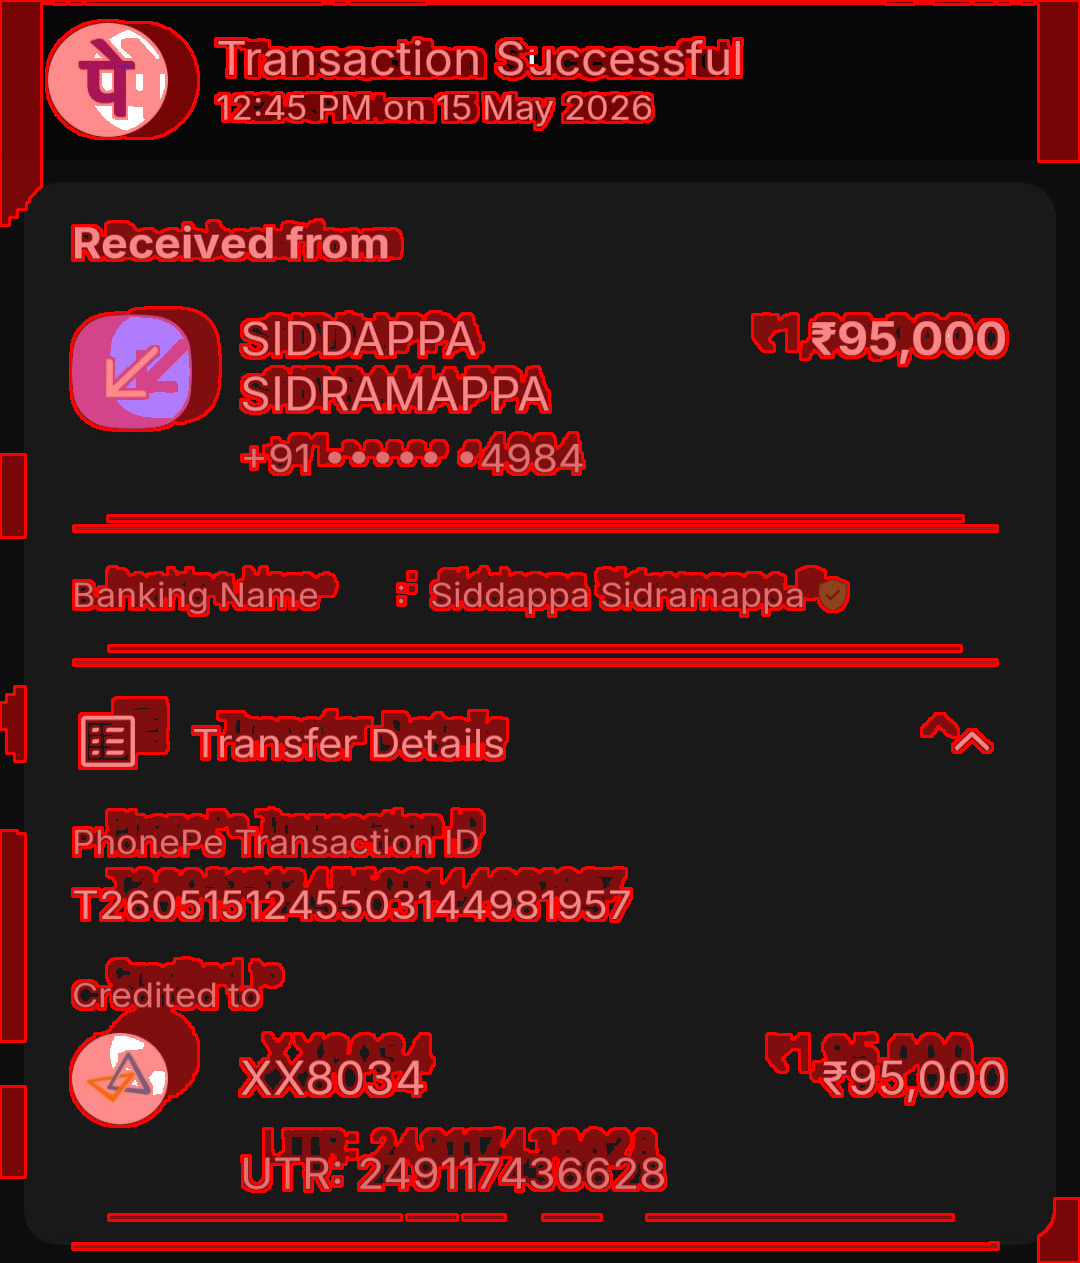 पे
Transaction Successful
12:45 PM on 15 May 2026
Received from
SIDDAPPA ₹95,000
SIDRAMAPPA
+91 ••••• •4984
Banking Name : Siddappa Sidramappa
Transfer Details
PhonePe Transaction ID
T2605151245503144981957
Credited to
XX8034 ₹95,000
UTR: 249117436628